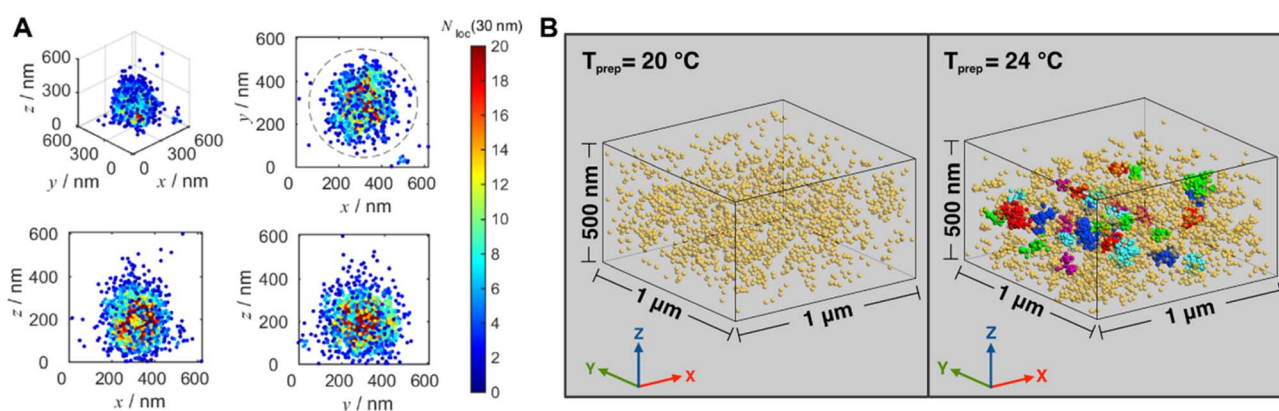 A
N loc (30 nm)
600
300
0
z / nm
600
300
0
0
300
600
y / nm
x / nm
600
400
200
0
y / nm
0 200 400 600
x / nm
20
18
16
14
12
10
8
6
4
2
0
600
400
200
0
z / nm
0 200 400 600
x / nm
600
400
200
0
z / nm
0 200 400 600
y / nm
B
Tprep = 20 °C
500 nm
1 μm
1 μm
Z
Y
X
Tprep = 24 °C
500 nm
1 μm
1 μm
Z
Y
X